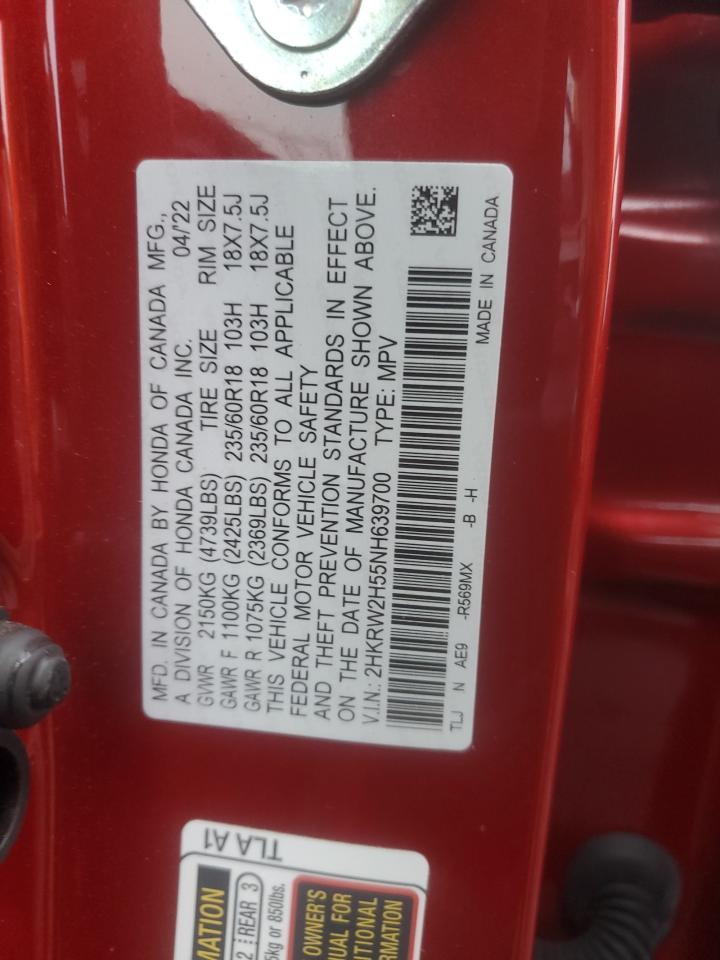 MFD. IN CANADA BY HONDA OF CANADA MFG.,
A DIVISION OF HONDA CANADA INC. 04/'22
GVWR 2150KG (4739LBS) TIRE SIZE RIM SIZE
GAWR F 1100KG (2425LBS) 235/60R18 103H 18X7.5J
GAWR R 1075KG (2369LBS) 235/60R18 103H 18X7.5J
THIS VEHICLE CONFORMS TO ALL APPLICABLE
FEDERAL MOTOR VEHICLE SAFETY
AND THEFT PREVENTION STANDARDS IN EFFECT
ON THE DATE OF MANUFACTURE SHOWN ABOVE.
V.I.N.: 2HKRW2H55NH639700 TYPE: MPV
TLJ N AE9 -R569MX -B -H MADE IN CANADA
TLA A1
MATION
2 REAR 3
5kg or 850lbs.
OWNER'S
UAL FOR
ITIONAL
RMATION